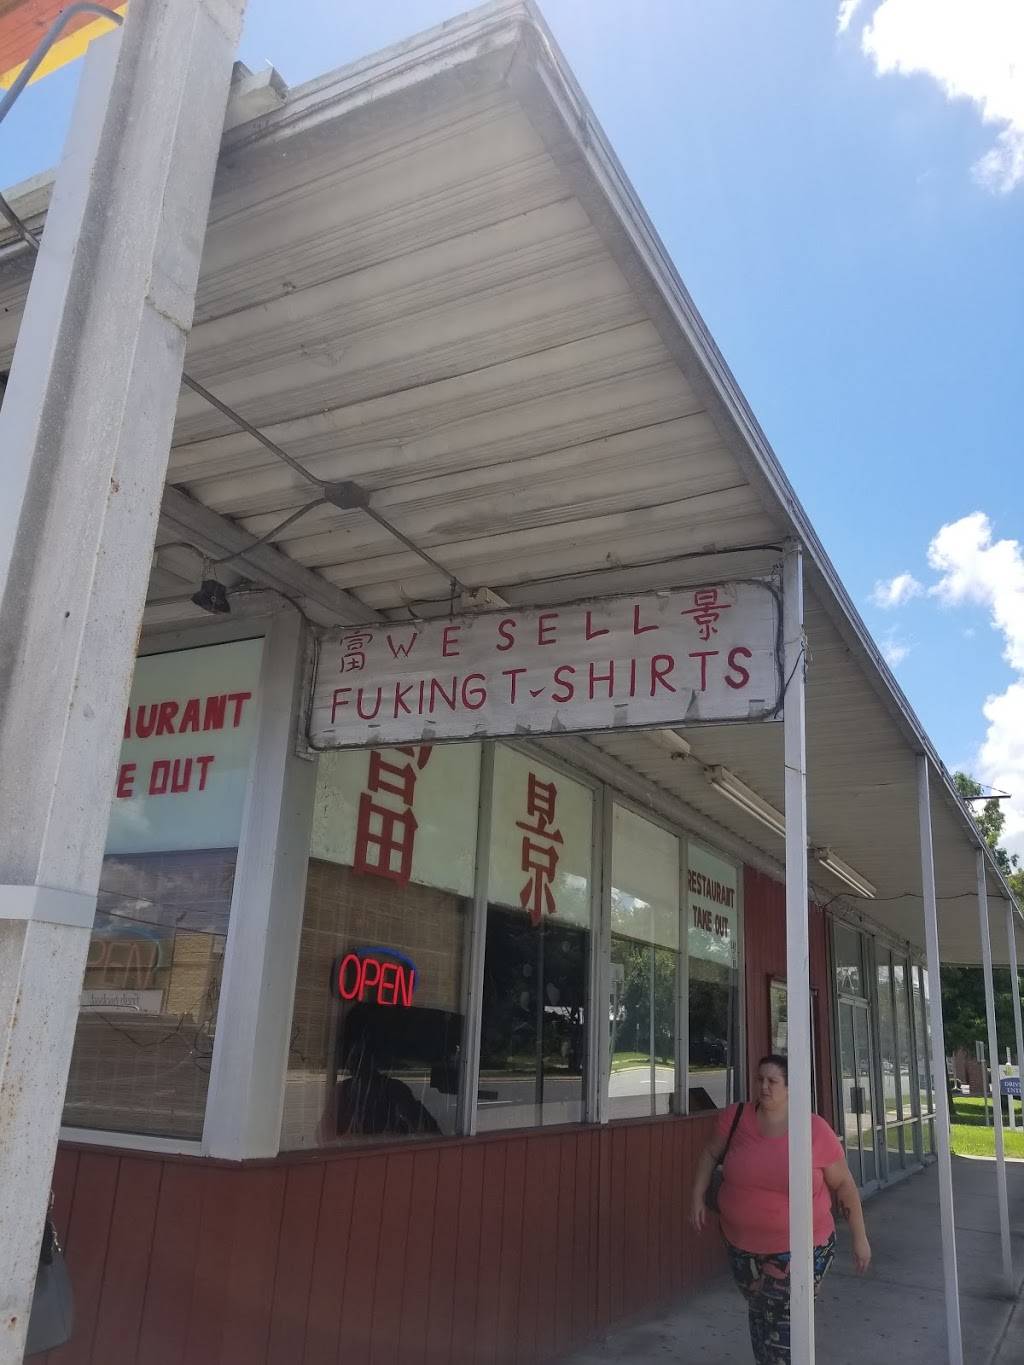 富 WE SELL 景
FUKING T-SHIRTS
AURANT
E OUT
富 景
RESTAURANT
TAKE OUT
OPEN